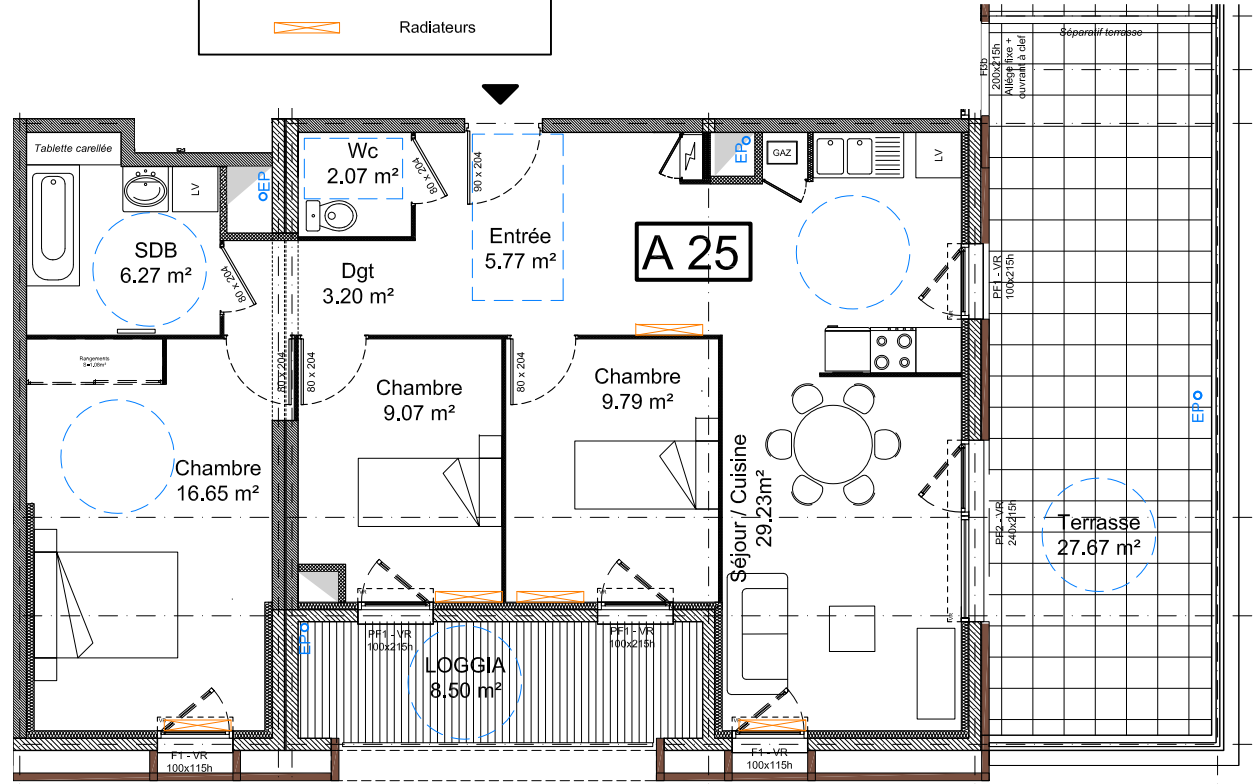 Radiateurs
Séparatif terrasse
F3b
200x215h
Allège fixe +
ouvrant à clef
Tablette carellée
Wc
2.07 m²
80 x 204
90 x 204
EP
GAZ
LV
LV
EP
SDB
6.27 m²
80 x 204
Entrée
5.77 m²
A 25
Dgt
3.20 m²
PF1 - VR
100x215h
Rangements
S=1,08m²
80 x 204
80 x 204
80 x 204
Chambre
9.07 m²
Chambre
9.79 m²
EP
Chambre
16.65 m²
Séjour / Cuisine
29.23m²
PF2 - VR
240x215h
Terrasse
27.67 m²
EP
PF1 - VR
100x215h
PF1 - VR
100x215h
LOGGIA
8.50 m²
F1 - VR
100x115h
F1 - VR
100x115h